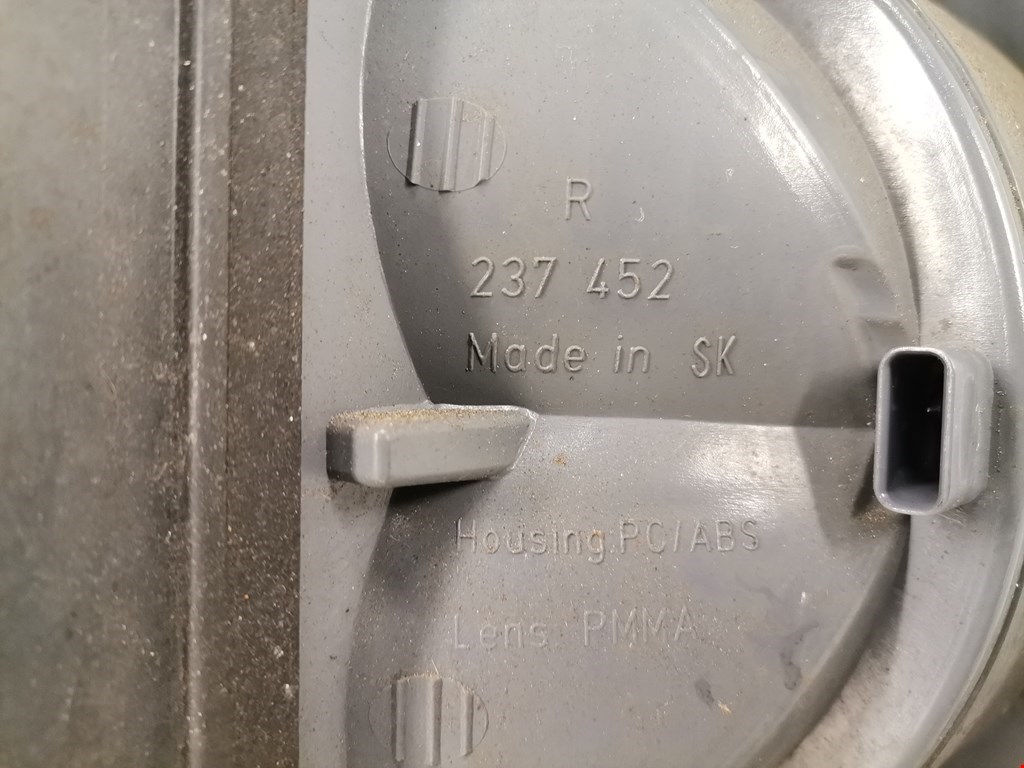 R
237 452
Made in SK
Housing PC/ABS
Lens PMMA